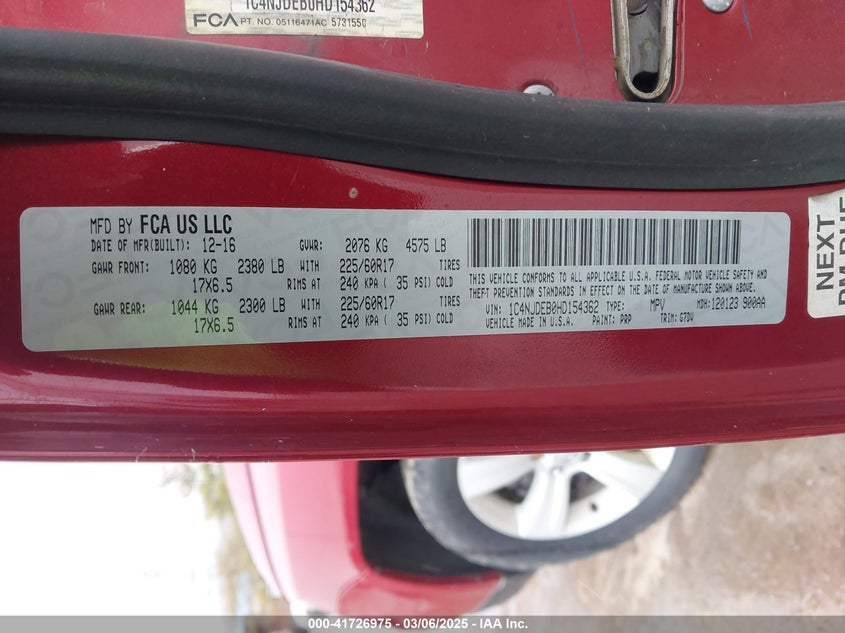 1C4NJDEB0HD154362
FCA PT. NO. 05116471AC 573155C
MFD BY FCA US LLC
DATE OF MFR(BUILT): 12-16 GVWR: 2076 KG 4575 LB
GAWR FRONT: 1080 KG 2380 LB WITH 225/60R17 TIRES
17X6.5 RIMS AT 240 KPA ( 35 PSI) COLD
GAWR REAR: 1044 KG 2300 LB WITH 225/60R17 TIRES
17X6.5 RIMS AT 240 KPA ( 35 PSI) COLD
THIS VEHICLE CONFORMS TO ALL APPLICABLE U.S.A. FEDERAL MOTOR VEHICLE SAFETY AND
THEFT PREVENTION STANDARDS IN EFFECT ON THE DATE OF MANUFACTURE SHOWN ABOVE.
VIN: 1C4NJDEB0HD154362 TYPE: MPV MDH: 120123 900AA
VEHICLE MADE IN U.S.A. PAINT: PRP TRIM: G7DV
NEXT
000-41726975 - 03/06/2025 - IAA Inc.